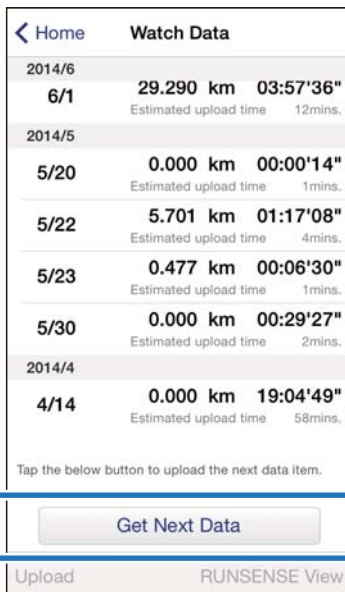 Home Watch Data
2014/6
6/1 29.290 km 03:57'36"
Estimated upload time 12mins.
2014/5
5/20 0.000 km 00:00'14"
Estimated upload time 1mins.
5/22 5.701 km 01:17'08"
Estimated upload time 4mins.
5/23 0.477 km 00:06'30"
Estimated upload time 1mins.
5/30 0.000 km 00:29'27"
Estimated upload time 2mins.
2014/4
4/14 0.000 km 19:04'49"
Estimated upload time 58mins.
Tap the below button to upload the next data item.
Get Next Data
Upload RUNSENSE View